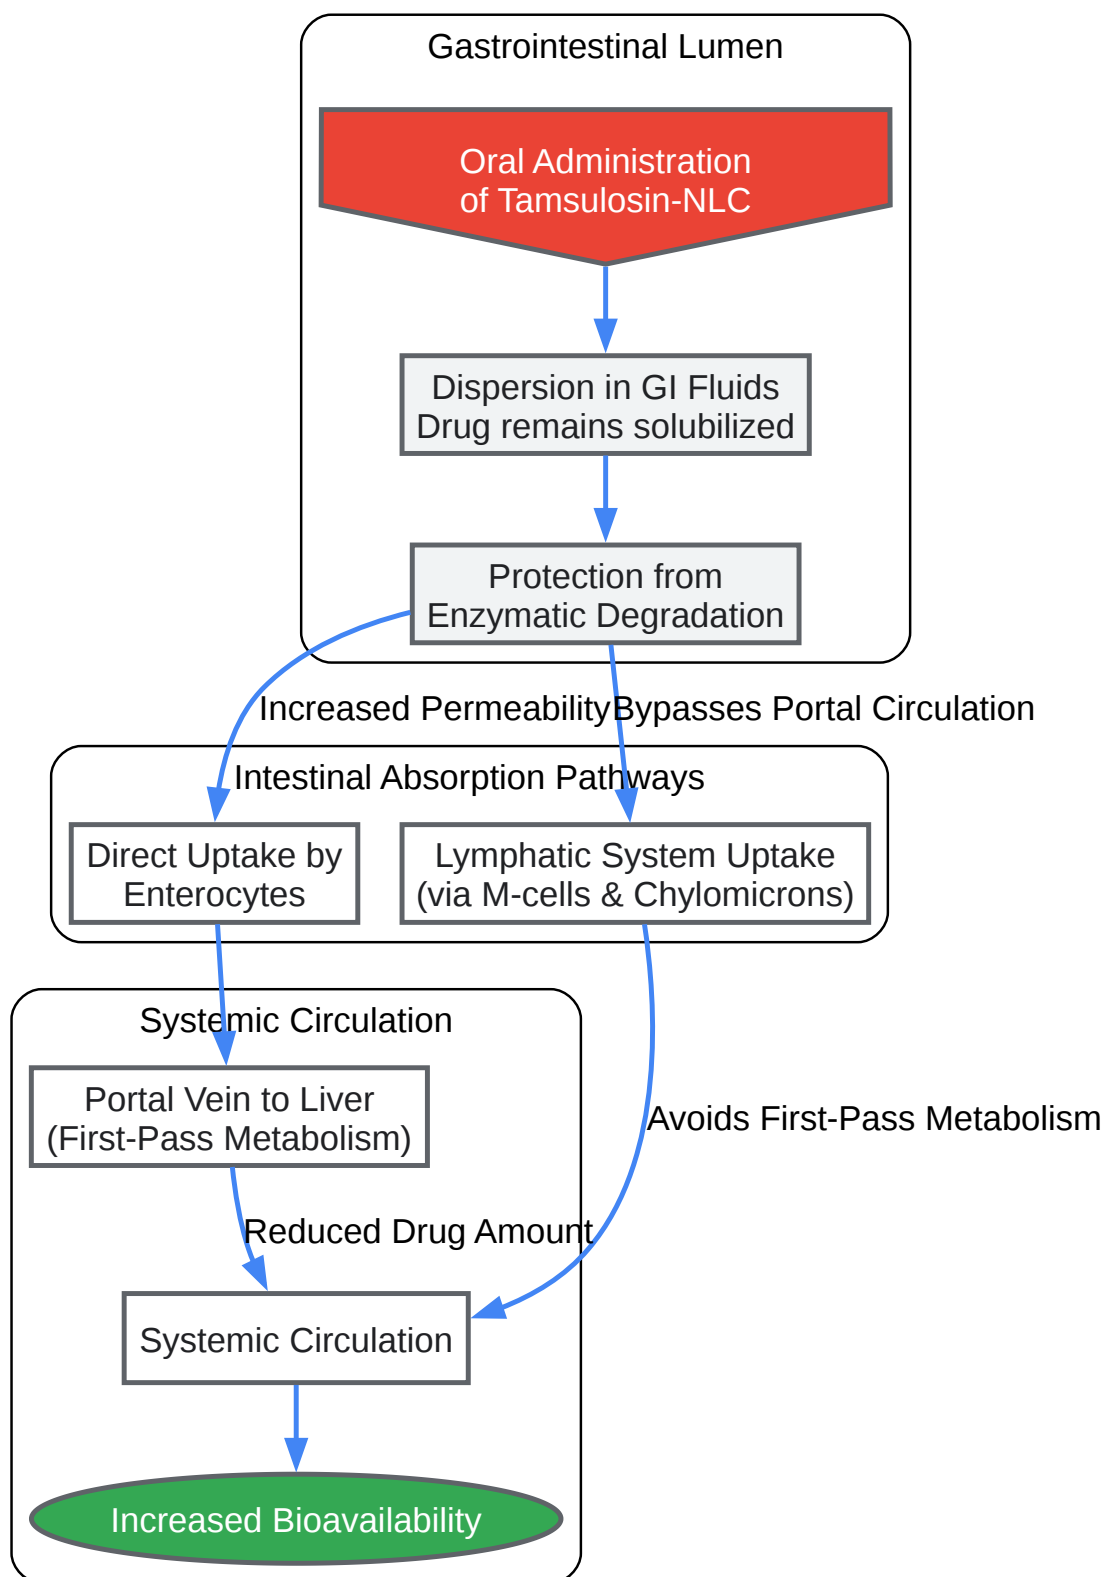 Gastrointestinal Lumen
Oral Administration
of Tamsulosin-NLC
Dispersion in GI Fluids
Drug remains solubilized
Protection from
Enzymatic Degradation
Increased Permeability
Bypasses Portal Circulation
Intestinal Absorption Pathways
Direct Uptake by
Enterocytes
Lymphatic System Uptake
(via M-cells & Chylomicrons)
Systemic Circulation
Portal Vein to Liver
(First-Pass Metabolism)
Avoids First-Pass Metabolism
Reduced Drug Amount
Systemic Circulation
Increased Bioavailability